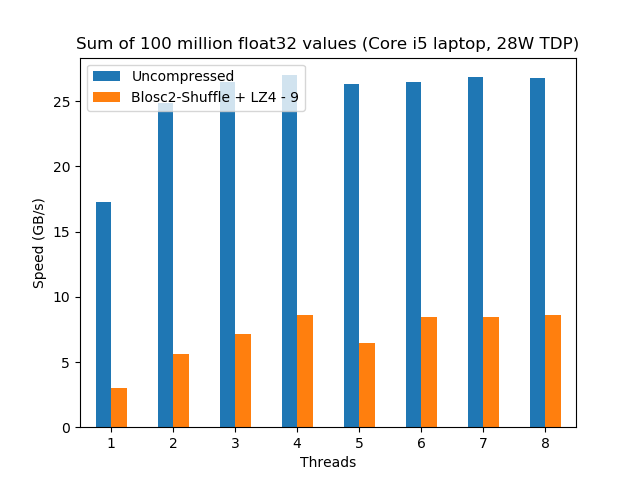 Sum of 100 million float32 values (Core i5 laptop, 28W TDP)
Uncompressed
Blosc2-Shuffle + LZ4 - 9
Speed (GB/s)
25
20
15
10
5
0
1 2 3 4 5 6 7 8
Threads